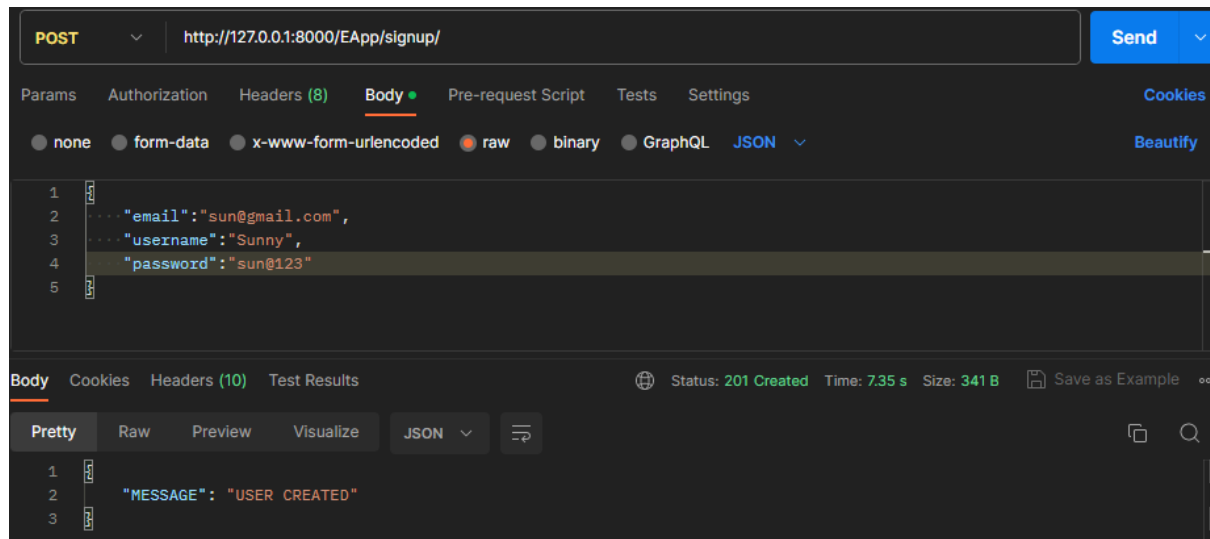 POST http://127.0.0.1:8000/EApp/signup/ Send
Params Authorization Headers (8) Body Pre-request Script Tests Settings Cookies
none form-data x-www-form-urlencoded raw binary GraphQL JSON Beautify
1 {
2 ····"email":"sun@gmail.com",
3 ····"username":"Sunny",
4 ····"password":"sun@123"
5 }
Body Cookies Headers (10) Test Results Status: 201 Created Time: 7.35 s Size: 341 B Save as Example
Pretty Raw Preview Visualize JSON
1 {
2 "MESSAGE": "USER CREATED"
3 }